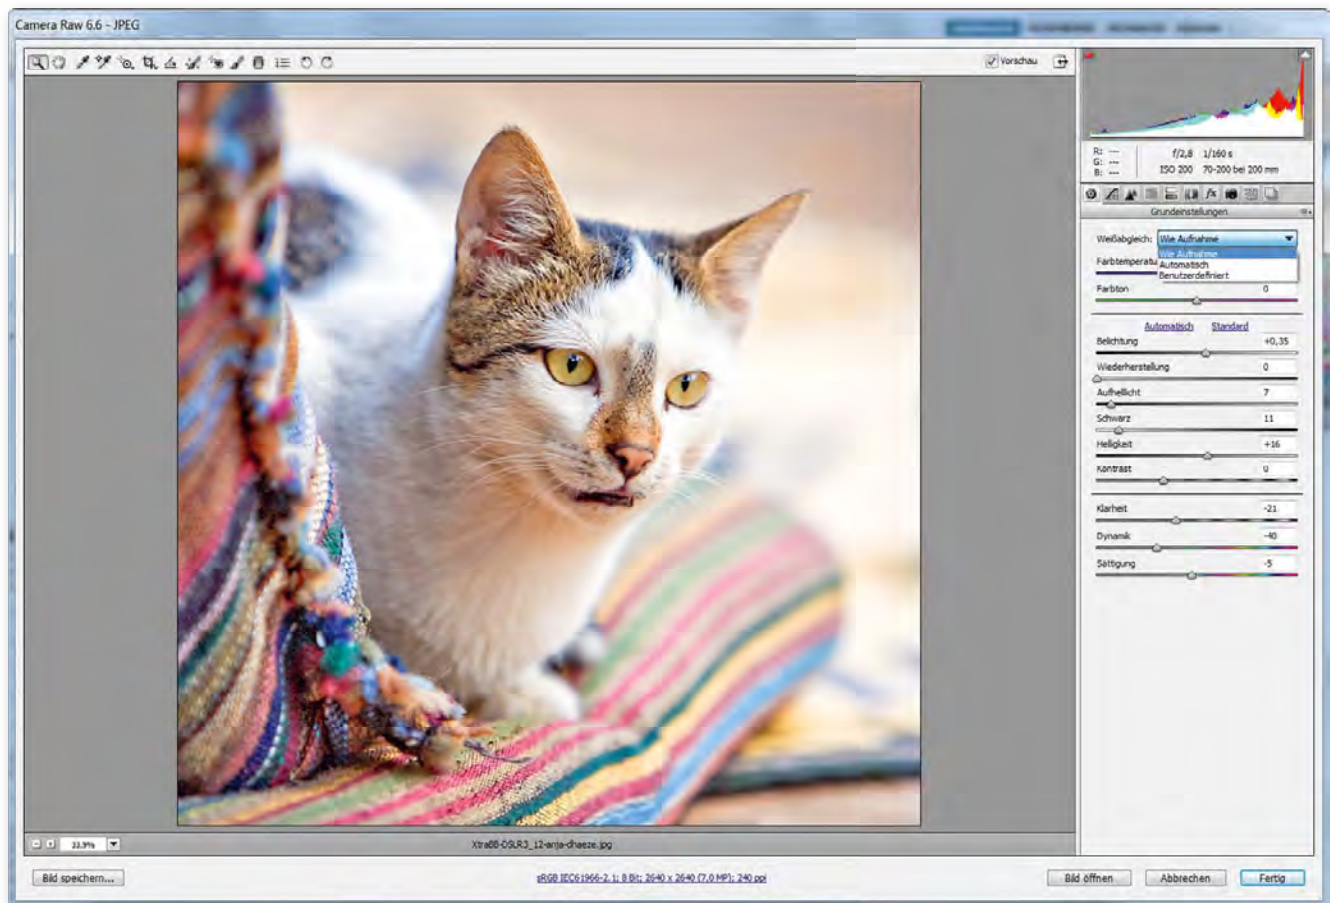 Camera Raw 6.6 - JPEG
Vorschau
R: ---
G: ---
B: ---
f/2,8 1/160 s
ISO 200 70-200 bei 200 mm
Grundeinstellungen
Weißabgleich: Wie Aufnahme
Wie Aufnahme
Automatisch
Benutzerdefiniert
Farbton 0
Automatisch Standard
Belichtung +0,35
Wiederherstellung 0
Aufhelllicht 7
Schwarz 11
Helligkeit +16
Kontrast 0
Klarheit -21
Dynamik -40
Sättigung -5
33.9%
XtraBB-DSLR3_12-anja-dhaeze.jpg
Bild speichern...
sRGB IEC61966-2.1; 8 Bit; 2640 x 2640 (7,0 MP); 240 ppi
Bild öffnen
Abbrechen
Fertig